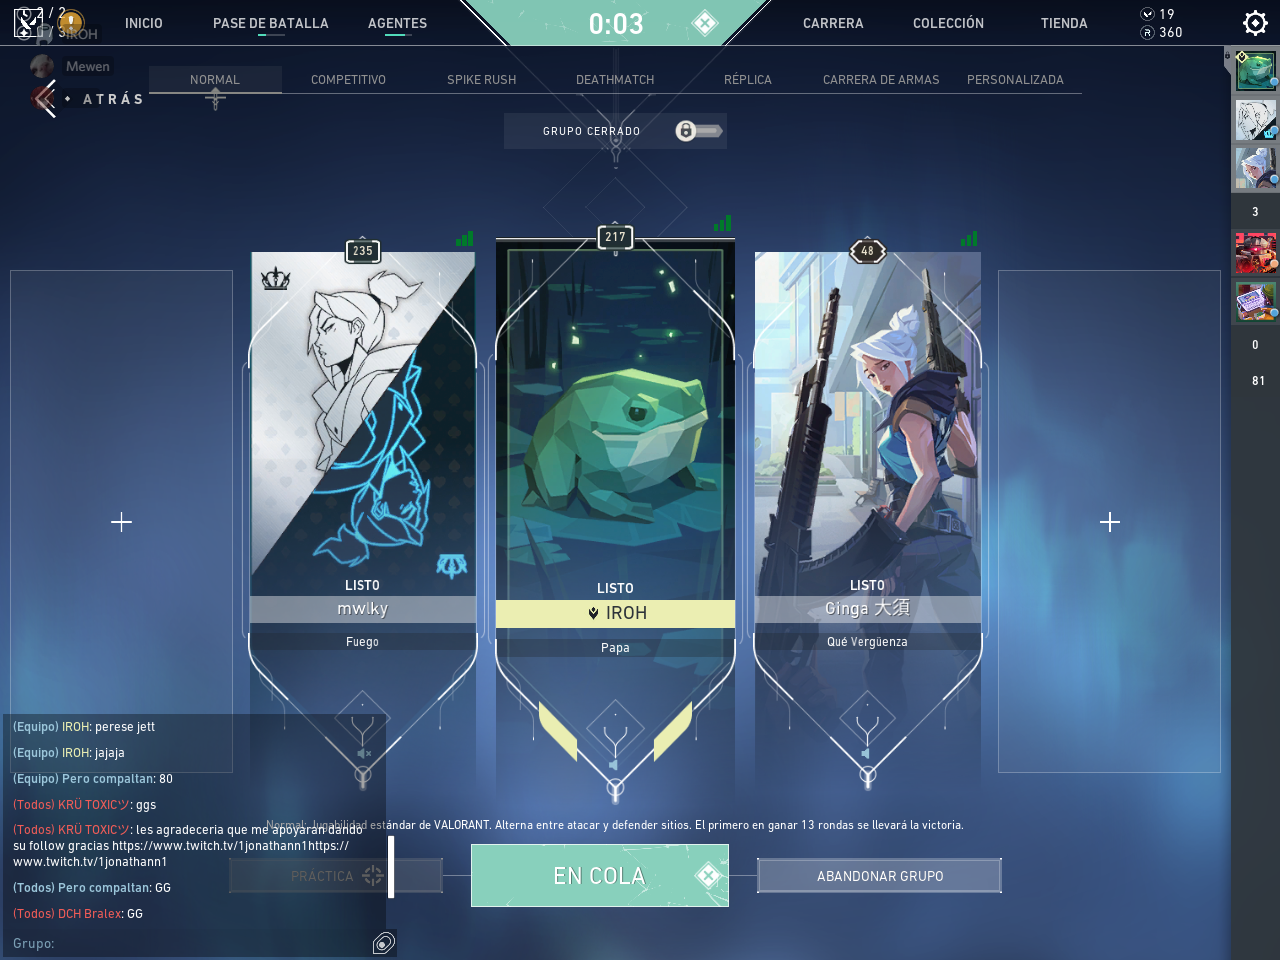 2 / 2
INICIO
PASE DE BATALLA
AGENTES
0:03
CARRERA
COLECCIÓN
TIENDA
19
360
IROH
Mewen
ATRÁS
NORMAL
COMPETITIVO
SPIKE RUSH
DEATHMATCH
RÉPLICA
CARRERA DE ARMAS
PERSONALIZADA
GRUPO CERRADO
3
0
81
235
217
48
LISTO
mwlky
Fuego
LISTO
IROH
Papa
LISTO
Ginga 大須
Qué Vergüenza
(Equipo) IROH: perese jett
(Equipo) IROH: jajaja
(Equipo) Pero compaltan: 80
(Todos) KRÜ TOXICツ: ggs
(Todos) KRÜ TOXICツ: les agradeceria que me apoyaran dando
su follow gracias https://www.twitch.tv/1jonathann1https://
www.twitch.tv/1jonathann1
(Todos) Pero compaltan: GG
(Todos) DCH Bralex: GG
Grupo:
Normal: Jugabilidad estándar de VALORANT. Alterna entre atacar y defender sitios. El primero en ganar 13 rondas se llevará la victoria.
PRÁCTICA
EN COLA
ABANDONAR GRUPO